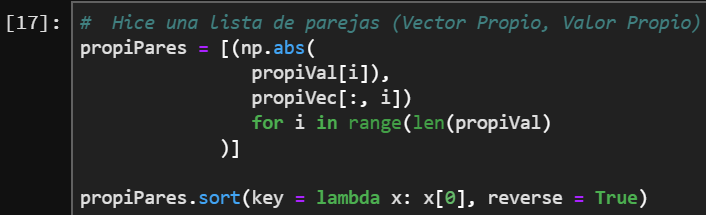 [17]: #  Hice una lista de parejas (Vector Propio, Valor Propio)
propiPares = [(np.abs(
propiVal[i]),
propiVec[:, i])
for i in range(len(propiVal)
)]
propiPares.sort(key = lambda x: x[0], reverse = True)